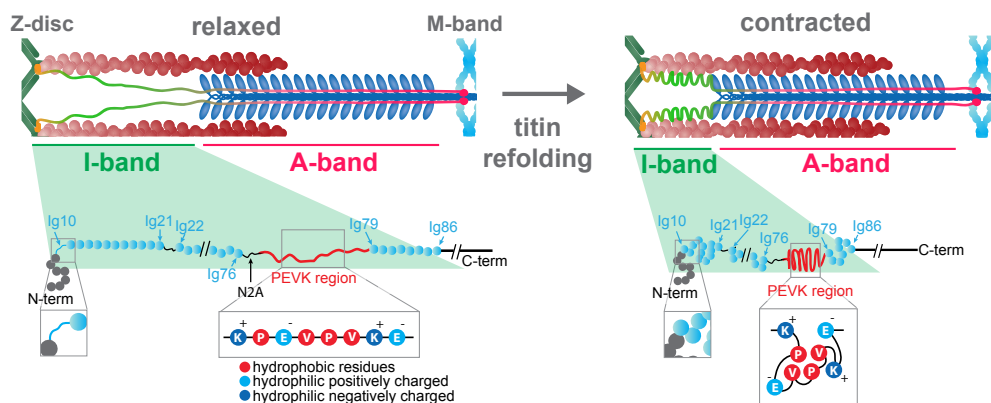 Z-disc
relaxed
M-band
contracted
titin
refolding
I-band
A-band
I-band
A-band
Ig10
Ig21
Ig22
Ig79
Ig86
Ig76
N2A
PEVK region
C-term
N-term
+
-
+
-
K P E V P V K E
hydrophobic residues
hydrophilic positively charged
hydrophilic negatively charged
Ig10
Ig21
Ig22
Ig76
Ig79
Ig86
C-term
N-term
PEVK region
+
-
K
E
P
V
V
P
K
-
+
E